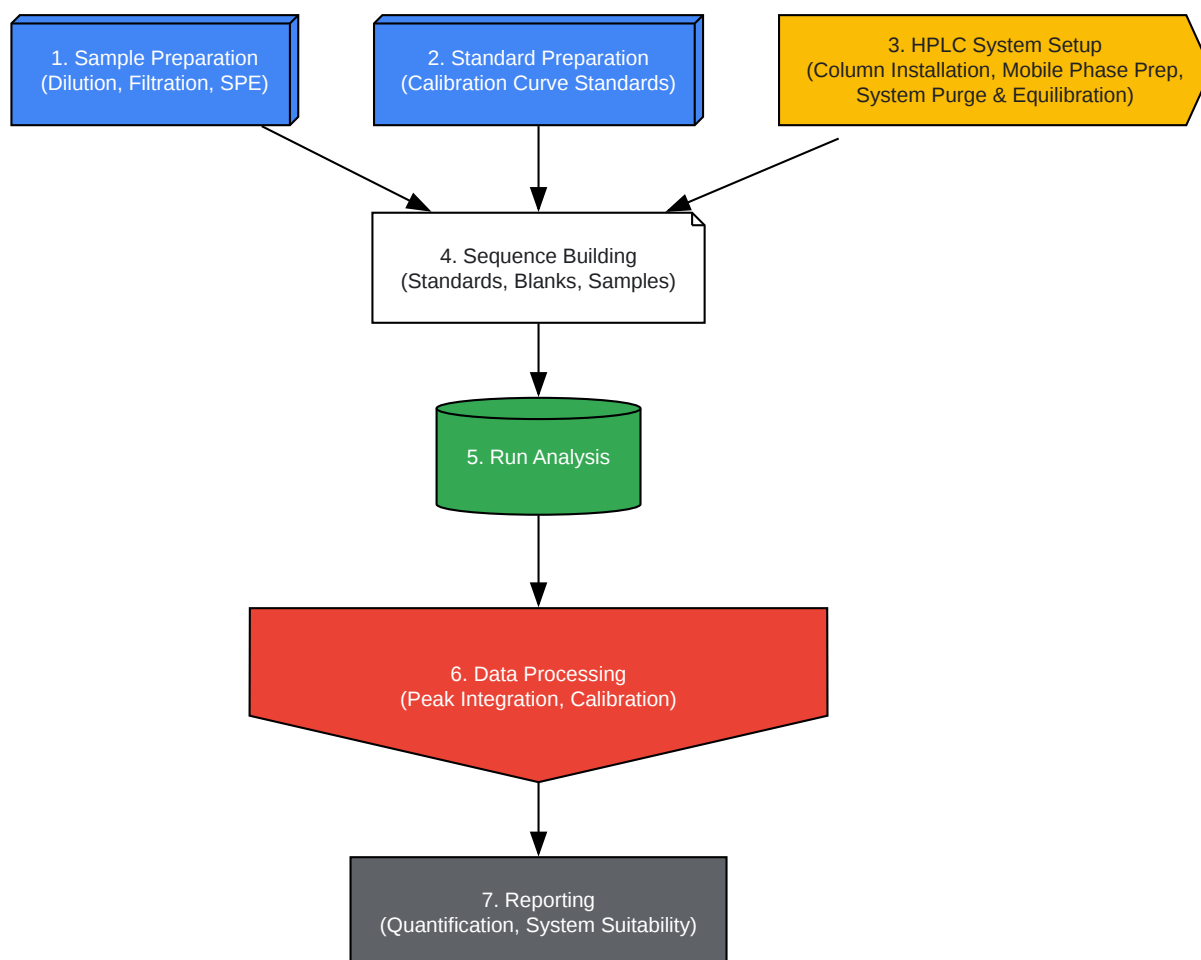 1. Sample Preparation
(Dilution, Filtration, SPE)
2. Standard Preparation
(Calibration Curve Standards)
3. HPLC System Setup
(Column Installation, Mobile Phase Prep,
System Purge & Equilibration)
4. Sequence Building
(Standards, Blanks, Samples)
5. Run Analysis
6. Data Processing
(Peak Integration, Calibration)
7. Reporting
(Quantification, System Suitability)